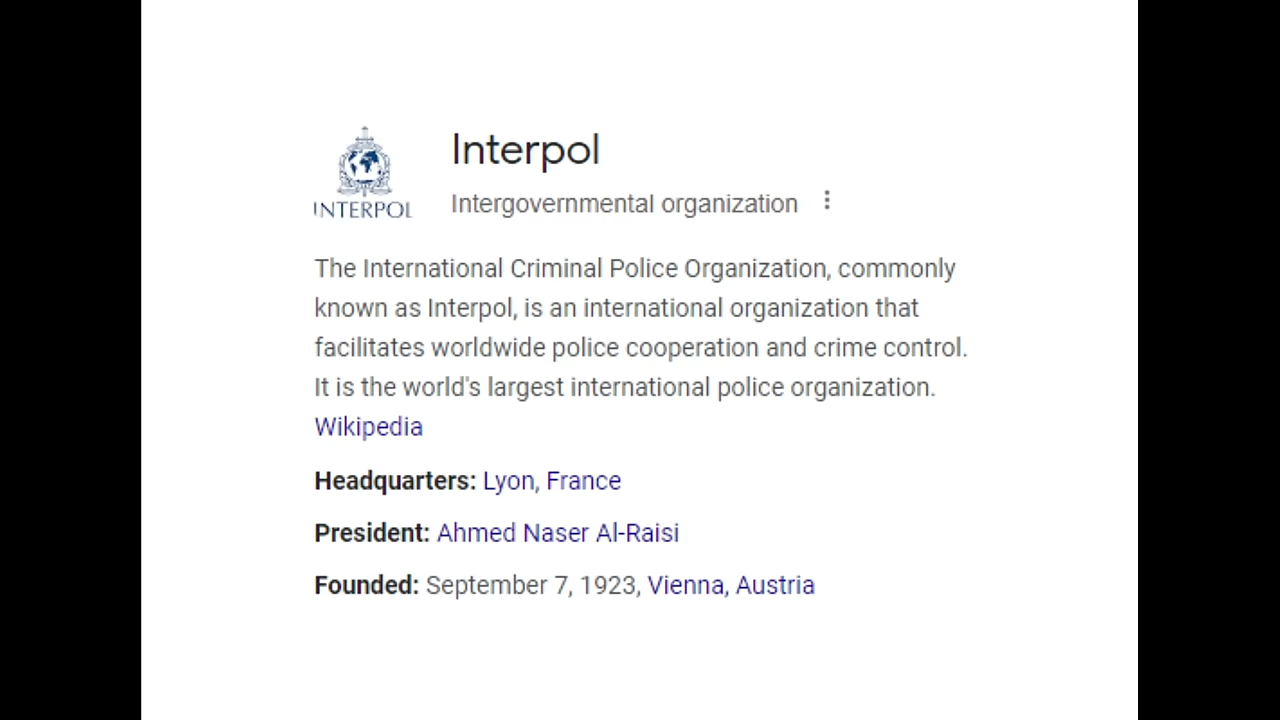 Interpol
INTERPOL
Intergovernmental organization
The International Criminal Police Organization, commonly
known as Interpol, is an international organization that
facilitates worldwide police cooperation and crime control.
It is the world's largest international police organization.
Wikipedia
Headquarters: Lyon, France
President: Ahmed Naser Al-Raisi
Founded: September 7, 1923, Vienna, Austria